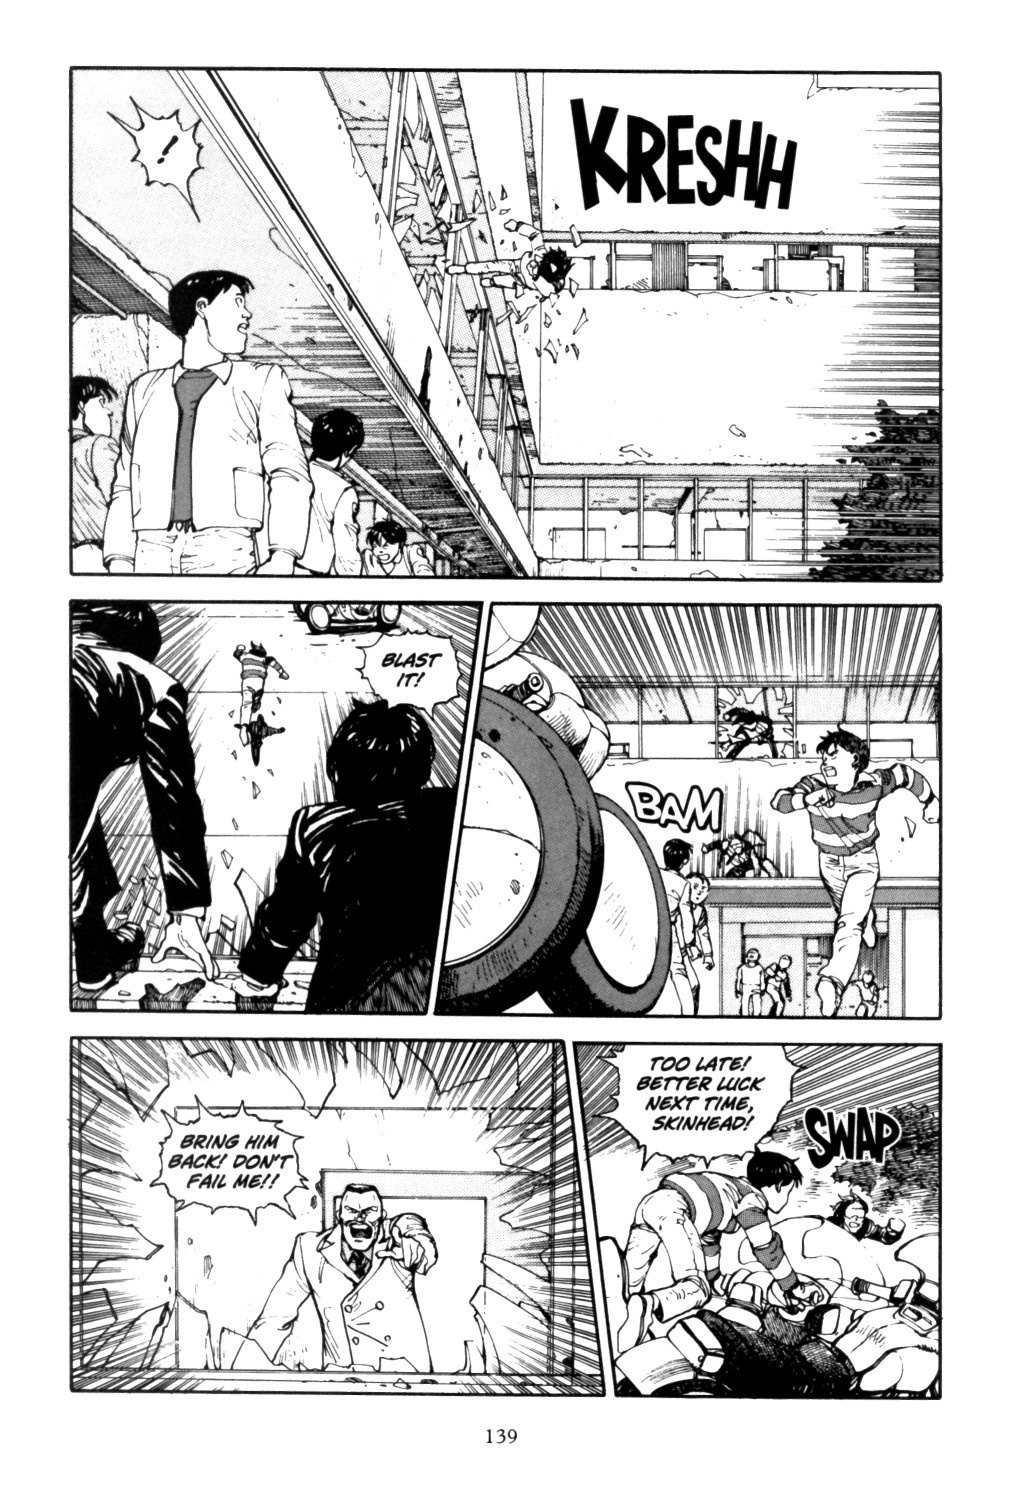 !
KRESHH
BLAST
IT!
BAM
BRING HIM
BACK! DON'T
FAIL ME!!
TOO LATE!
BETTER LUCK
NEXT TIME,
SKINHEAD!
SWAP
139